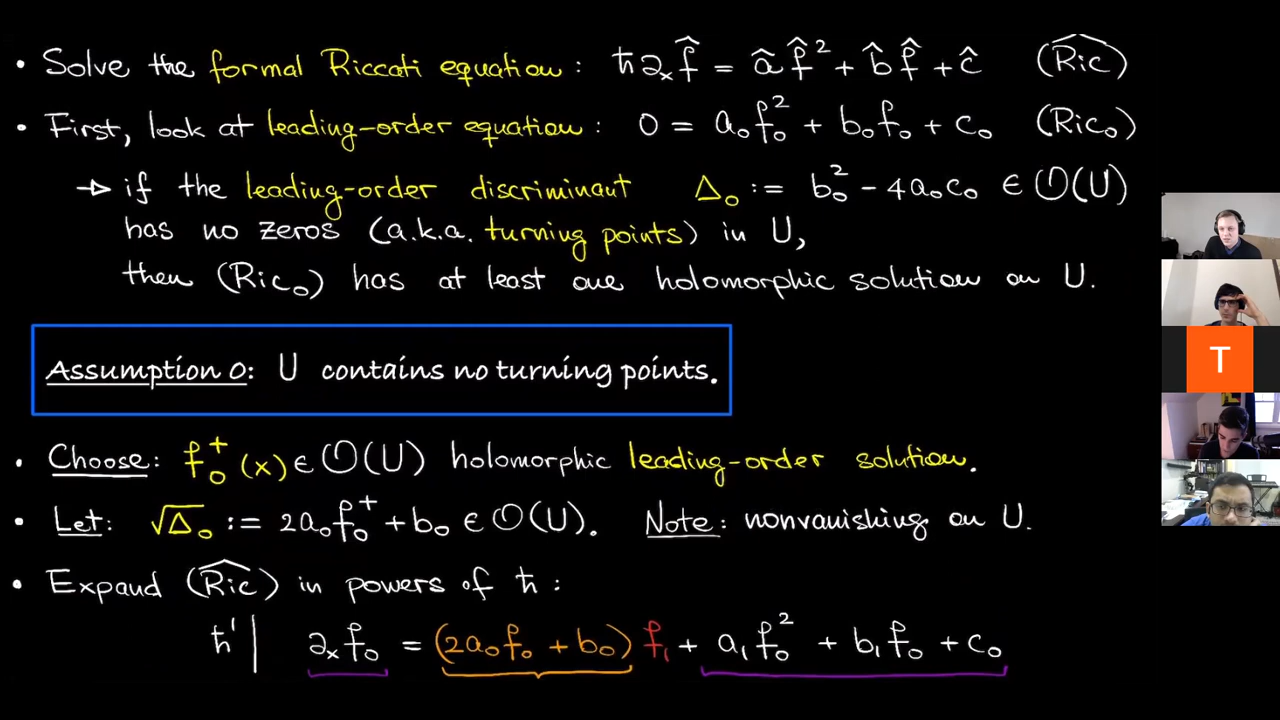 • Solve the formal Riccati equation : ħ∂ₓf̂ = âf̂² + b̂f̂ + ĉ (R̂ic)
• First, look at leading-order equation : 0 = a₀f₀² + b₀f₀ + c₀ (Ric₀)
→ if the leading-order discriminant Δ₀ := b₀² − 4a₀c₀ ∈ 𝒪(U)
has no zeros (a.k.a. turning points) in U,
then (Ric₀) has at least one holomorphic solution on U.
Assumption 0: U contains no turning points.
• Choose: f₀⁺(x) ∈ 𝒪(U) holomorphic leading-order solution.
• Let: √Δ₀ := 2a₀f₀⁺ + b₀ ∈ 𝒪(U). Note: nonvanishing on U.
• Expand (R̂ic) in powers of ħ :
ħ¹ | ∂ₓf₀ = (2a₀f₀ + b₀) f₁ + a₁f₀² + b₁f₀ + c₀
T